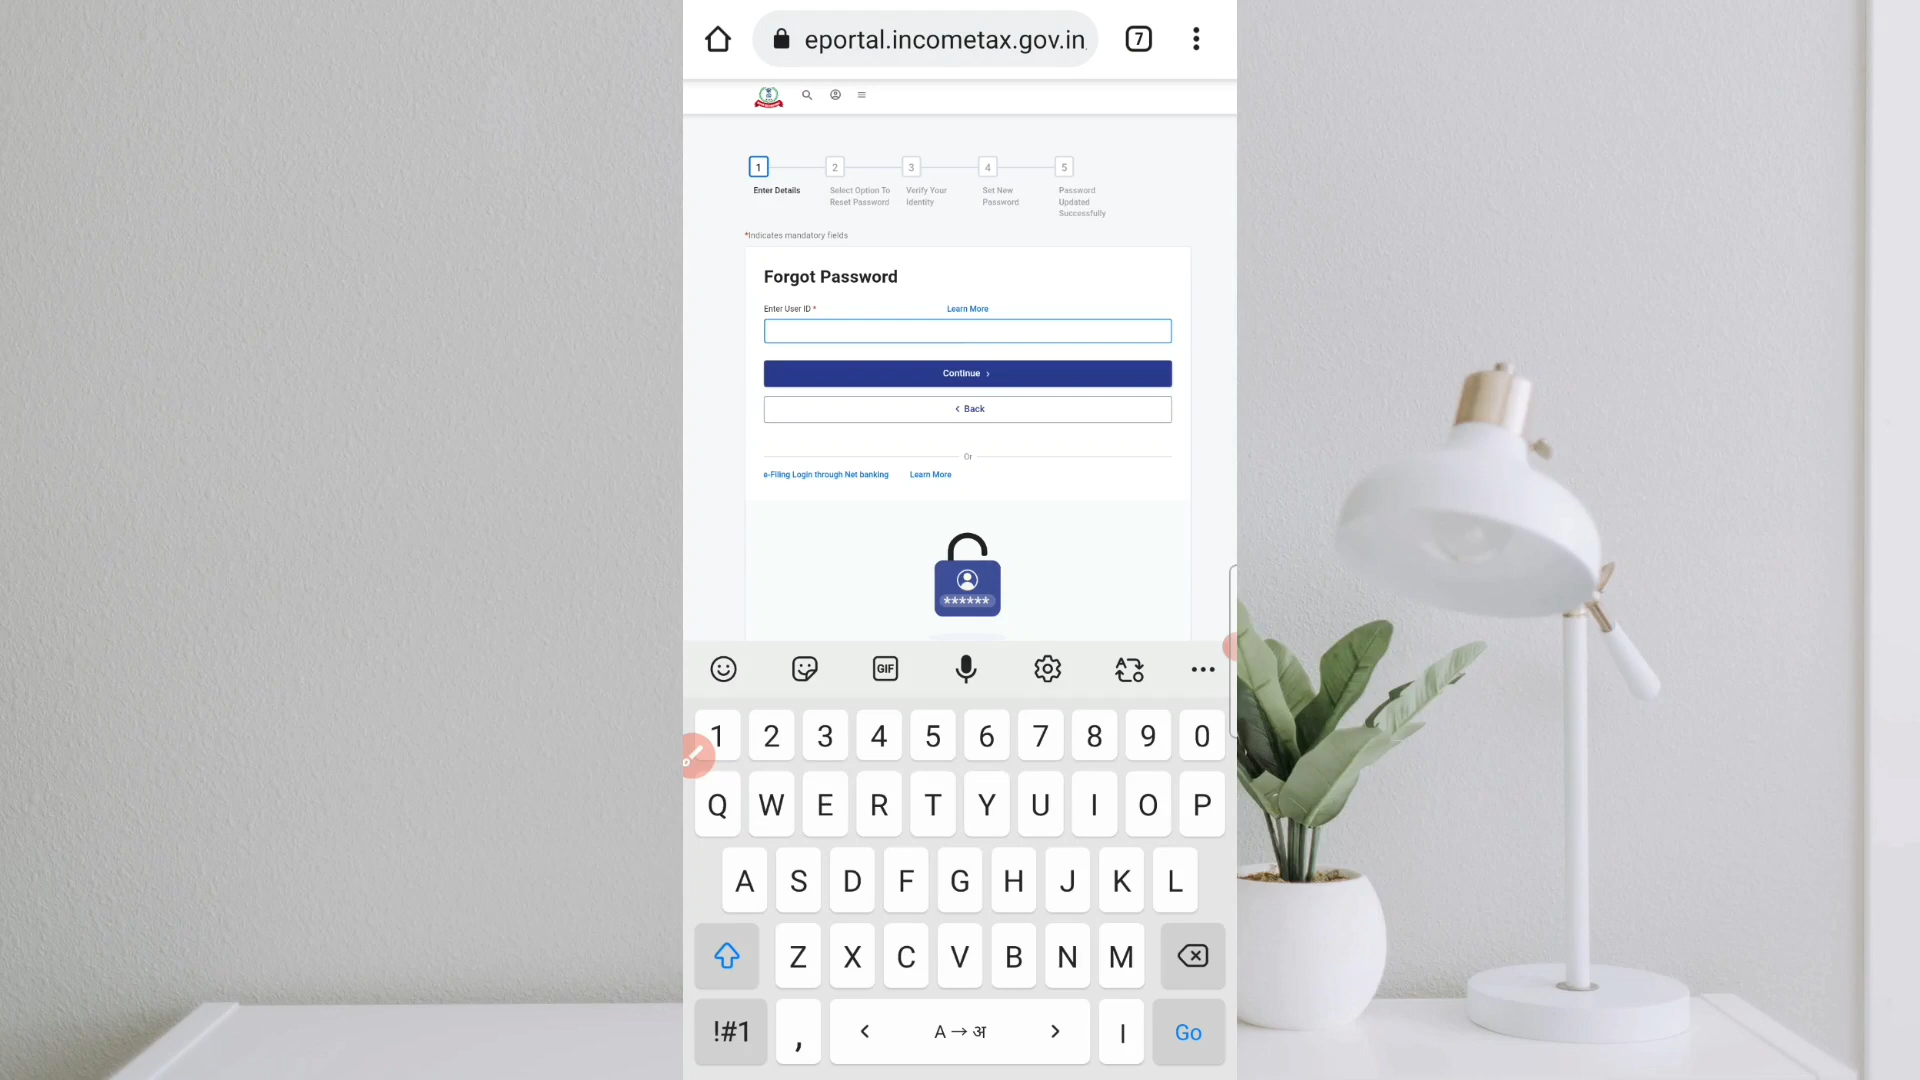 eportal.incometax.gov.in
7
1 2 3 4 5
Enter Details
Select Option To
Reset Password
Verify Your
Identity
Set New
Password
Password
Updated
Successfully
*Indicates mandatory fields
Forgot Password
Enter User ID *
Learn More
Continue >
< Back
Or
e-Filing Login through Net banking
Learn More
******
GIF
1 2 3 4 5 6 7 8 9 0
Q W E R T Y U I O P
A S D F G H J K L
Z X C V B N M
!#1 , < A → अ > | Go